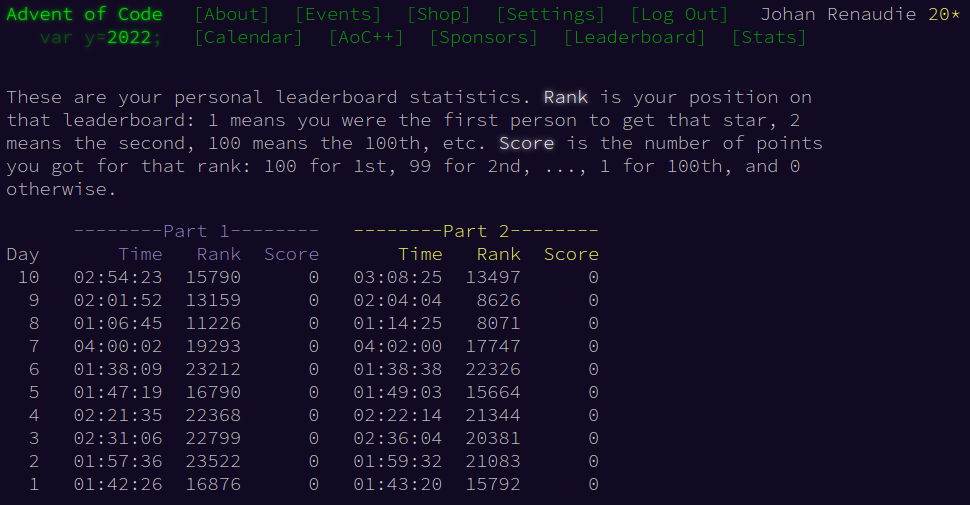 Advent of Code [About] [Events] [Shop] [Settings] [Log Out] Johan Renaudie 20*
var y=2022; [Calendar] [AoC++] [Sponsors] [Leaderboard] [Stats]
These are your personal leaderboard statistics. Rank is your position on
that leaderboard: 1 means you were the first person to get that star, 2
means the second, 100 means the 100th, etc. Score is the number of points
you got for that rank: 100 for 1st, 99 for 2nd, ..., 1 for 100th, and 0
otherwise.
--------Part 1-------- --------Part 2--------
Day Time Rank Score Time Rank Score
10 02:54:23 15790 0 03:08:25 13497 0
9 02:01:52 13159 0 02:04:04 8626 0
8 01:06:45 11226 0 01:14:25 8071 0
7 04:00:02 19293 0 04:02:00 17747 0
6 01:38:09 23212 0 01:38:38 22326 0
5 01:47:19 16790 0 01:49:03 15664 0
4 02:21:35 22368 0 02:22:14 21344 0
3 02:31:06 22799 0 02:36:04 20381 0
2 01:57:36 23522 0 01:59:32 21083 0
1 01:42:26 16876 0 01:43:20 15792 0